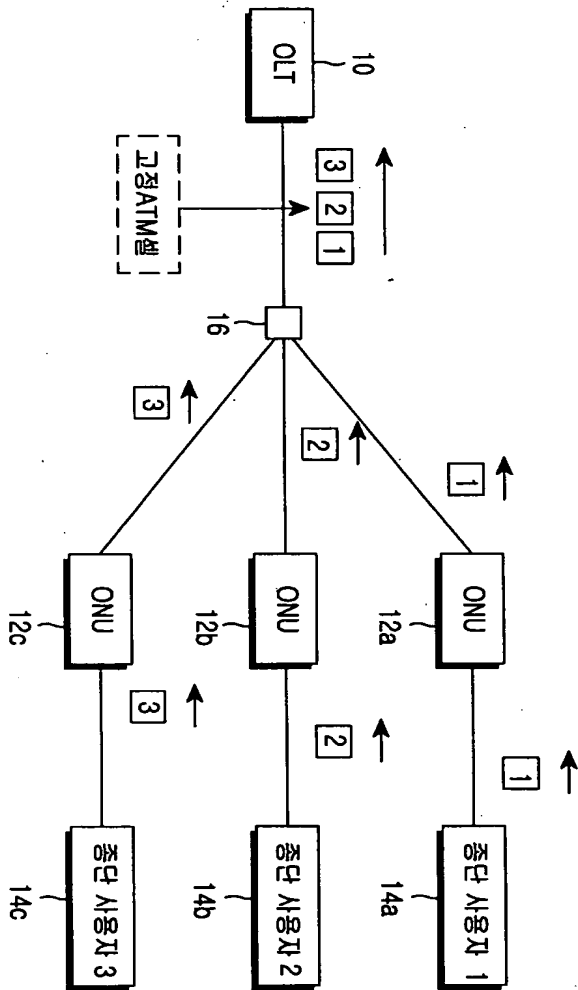 1
1
ONU
종단 사용자 1
12a
14a
10
3 2 1
2
2
OLT
ONU
종단 사용자 2
16
12b
14b
고정ATM셀
3
3
ONU
종단 사용자 3
12c
14c